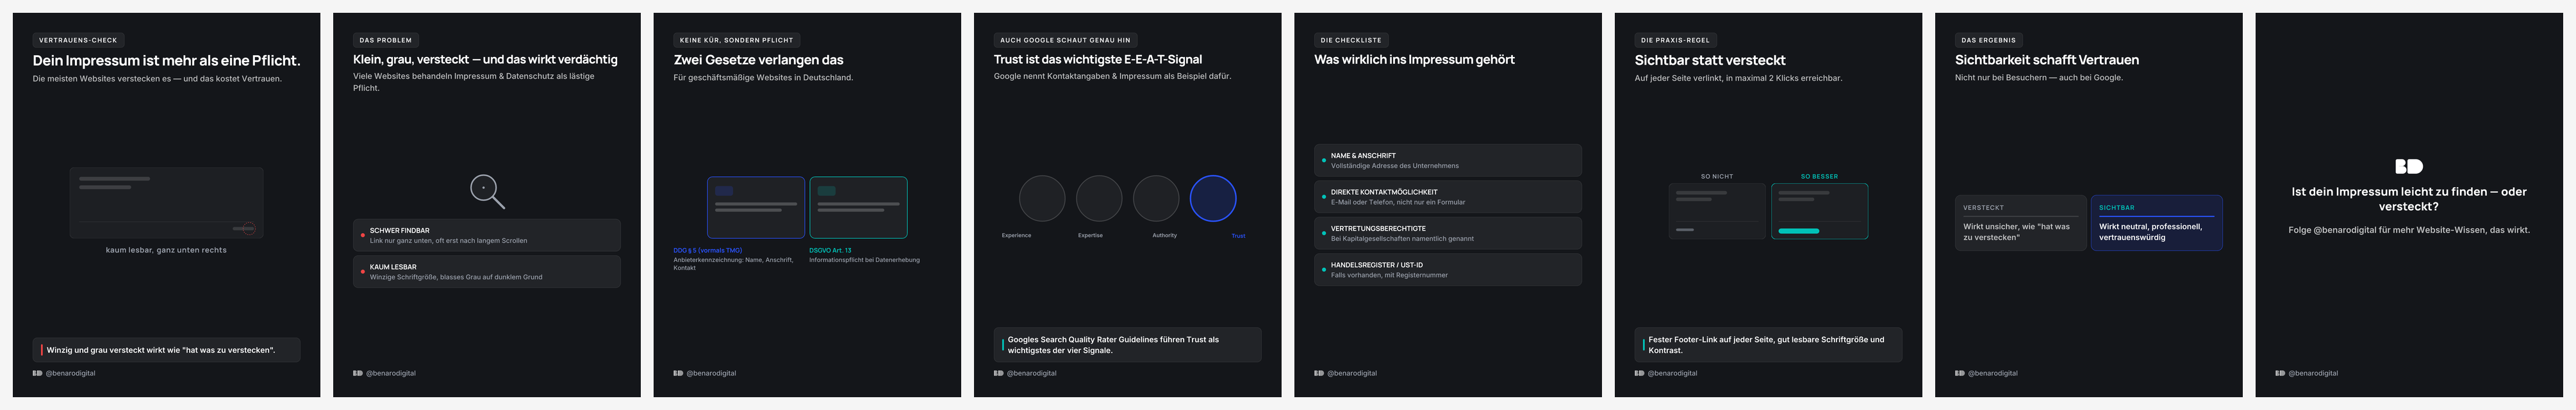 VERTRAUENS-CHECK
Dein Impressum ist mehr als eine Pflicht.
Die meisten Websites verstecken es — und das kostet Vertrauen.
kaum lesbar, ganz unten rechts
Winzig und grau versteckt wirkt wie "hat was zu verstecken".
BD @benarodigital
DAS PROBLEM
Klein, grau, versteckt — und das wirkt verdächtig
Viele Websites behandeln Impressum & Datenschutz als lästige
Pflicht.
SCHWER FINDBAR
Link nur ganz unten, oft erst nach langem Scrollen
KAUM LESBAR
Winzige Schriftgröße, blasses Grau auf dunklem Grund
BD @benarodigital
KEINE KÜR, SONDERN PFLICHT
Zwei Gesetze verlangen das
Für geschäftsmäßige Websites in Deutschland.
DDG § 5 (vormals TMG)
Anbieterkennzeichnung: Name, Anschrift,
Kontakt
DSGVO Art. 13
Informationspflicht bei Datenerhebung
BD @benarodigital
AUCH GOOGLE SCHAUT GENAU HIN
Trust ist das wichtigste E-E-A-T-Signal
Google nennt Kontaktangaben & Impressum als Beispiel dafür.
Experience
Expertise
Authority
Trust
Googles Search Quality Rater Guidelines führen Trust als
wichtigstes der vier Signale.
BD @benarodigital
DIE CHECKLISTE
Was wirklich ins Impressum gehört
NAME & ANSCHRIFT
Vollständige Adresse des Unternehmens
DIREKTE KONTAKTMÖGLICHKEIT
E-Mail oder Telefon, nicht nur ein Formular
VERTRETUNGSBERECHTIGTE
Bei Kapitalgesellschaften namentlich genannt
HANDELSREGISTER / UST-ID
Falls vorhanden, mit Registernummer
BD @benarodigital
DIE PRAXIS-REGEL
Sichtbar statt versteckt
Auf jeder Seite verlinkt, in maximal 2 Klicks erreichbar.
SO NICHT
SO BESSER
Fester Footer-Link auf jeder Seite, gut lesbare Schriftgröße und
Kontrast.
BD @benarodigital
DAS ERGEBNIS
Sichtbarkeit schafft Vertrauen
Nicht nur bei Besuchern — auch bei Google.
VERSTECKT
Wirkt unsicher, wie "hat was
zu verstecken"
SICHTBAR
Wirkt neutral, professionell,
vertrauenswürdig
BD @benarodigital
BD
Ist dein Impressum leicht zu finden — oder
versteckt?
Folge @benarodigital für mehr Website-Wissen, das wirkt.
BD @benarodigital